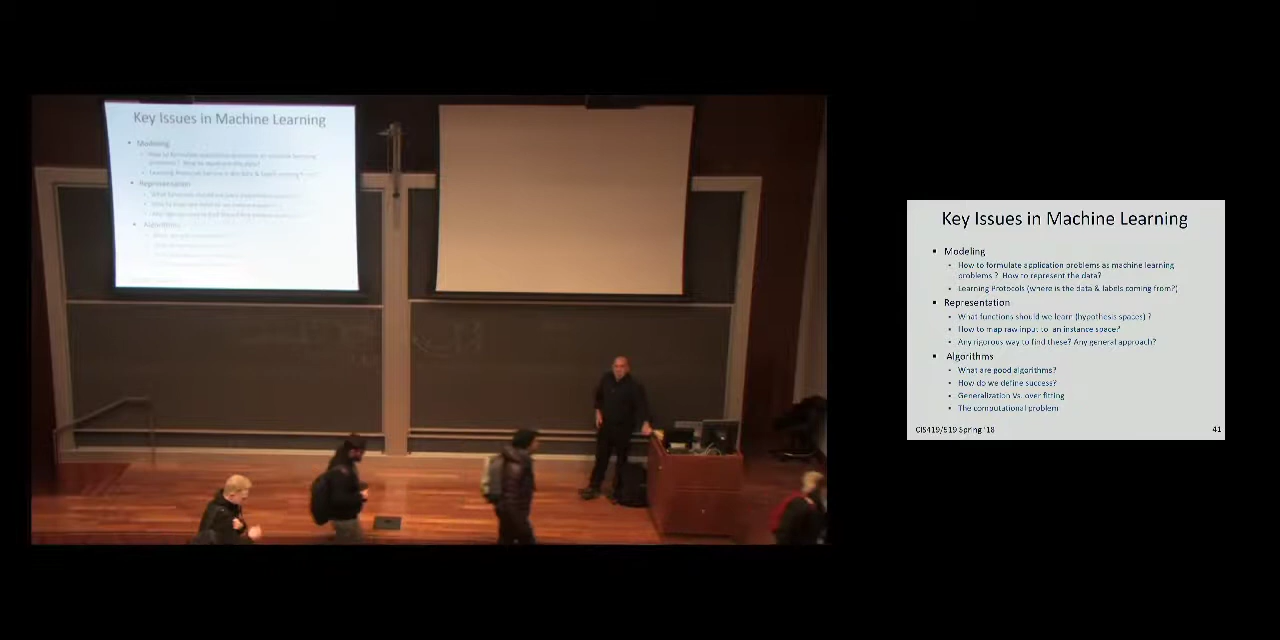 Key Issues in Machine Learning
Modeling
Representation
Algorithms
Key Issues in Machine Learning
▪ Modeling
• How to formulate application problems as machine learning
problems ? How to represent the data?
• Learning Protocols (where is the data & labels coming from?)
▪ Representation
• What functions should we learn (hypothesis spaces) ?
• How to map raw input to an instance space?
• Any rigorous way to find these? Any general approach?
▪ Algorithms
• What are good algorithms?
• How do we define success?
• Generalization Vs. over fitting
• The computational problem
CIS419/519 Spring '18
41